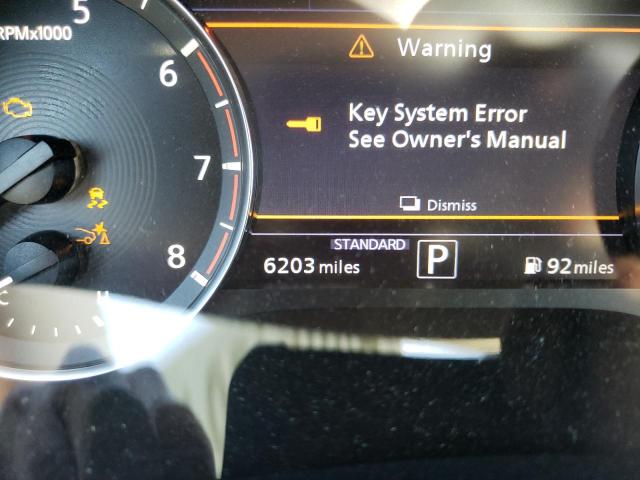 5
RPMx1000
6
7
8
C
H
Warning
Key System Error
See Owner's Manual
Dismiss
STANDARD
6203 miles
P
92 miles